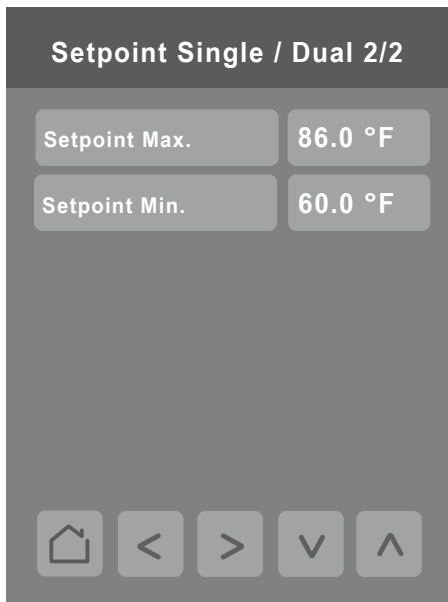 Setpoint Single / Dual 2/2
Setpoint Max. 86.0 °F
Setpoint Min. 60.0 °F
< > v ^